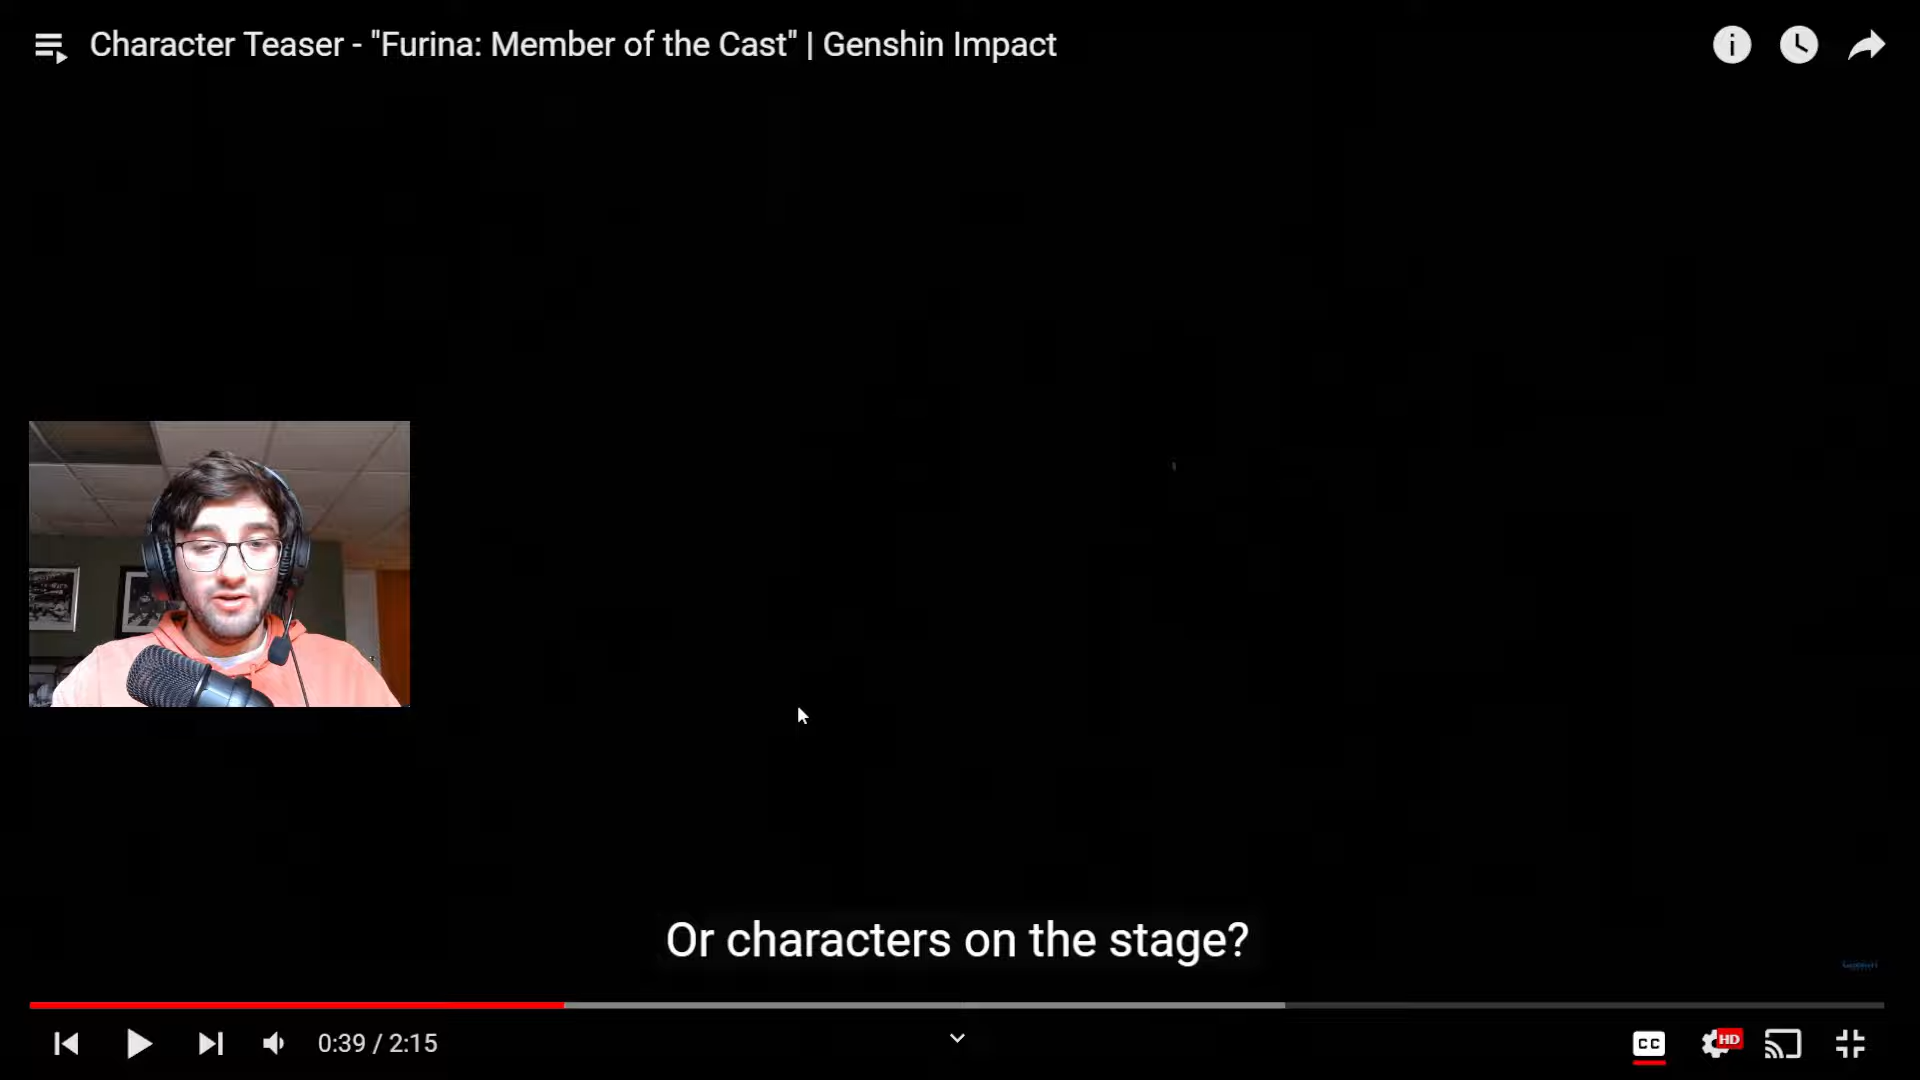 Character Teaser - "Furina: Member of the Cast" | Genshin Impact
Or characters on the stage?
0:39 / 2:15
CC
HD